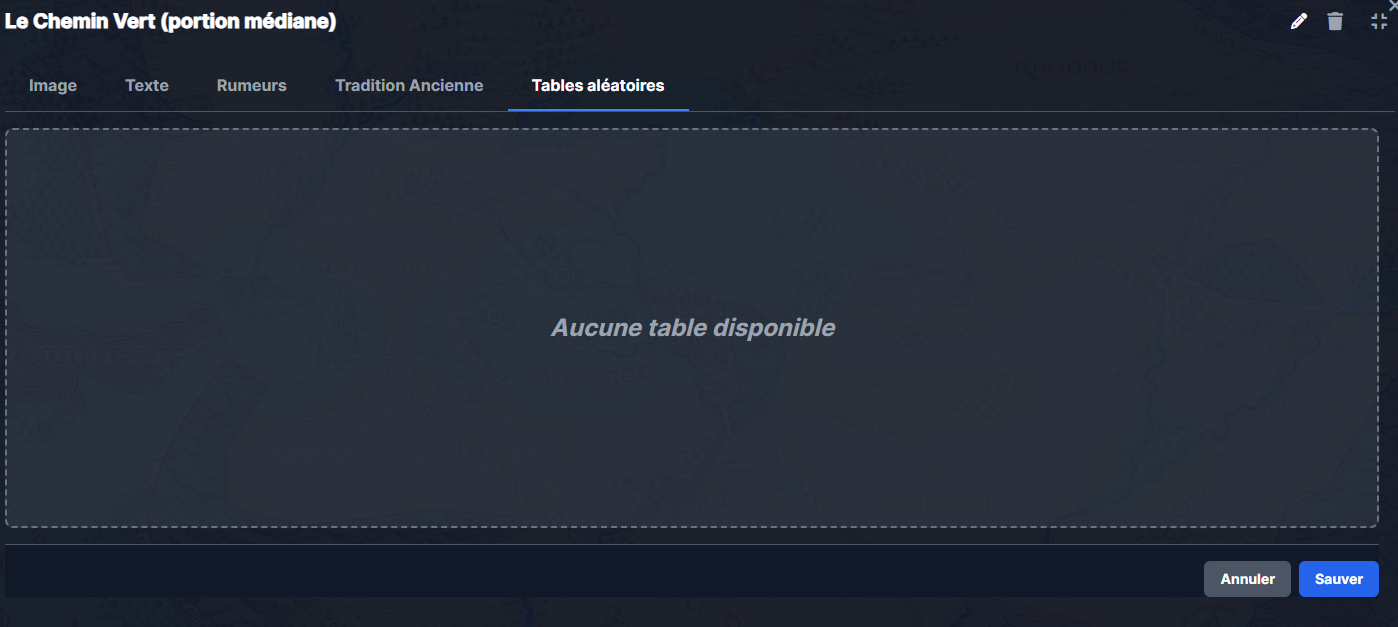 Le Chemin Vert (portion médiane)
Image Texte Rumeurs Tradition Ancienne Tables aléatoires
Aucune table disponible
Annuler Sauver